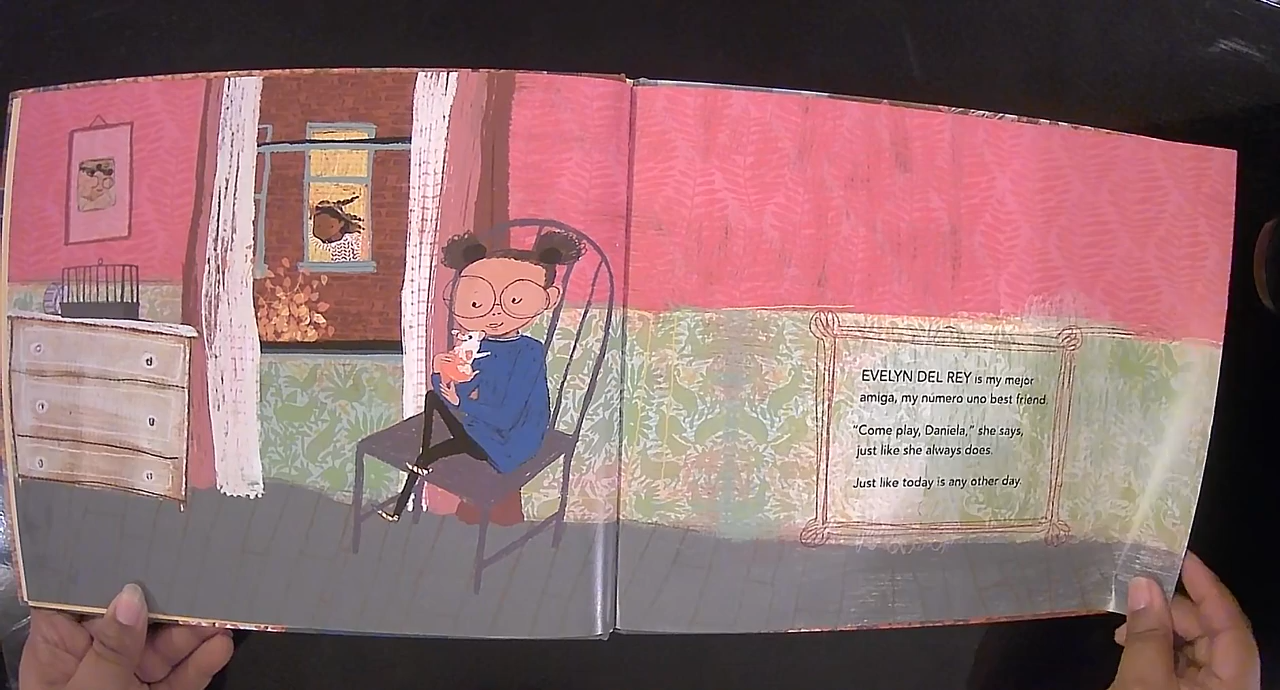 EVELYN DEL REY is my mejor
amiga, my número uno best friend.
"Come play, Daniela," she says,
just like she always does.
Just like today is any other day.